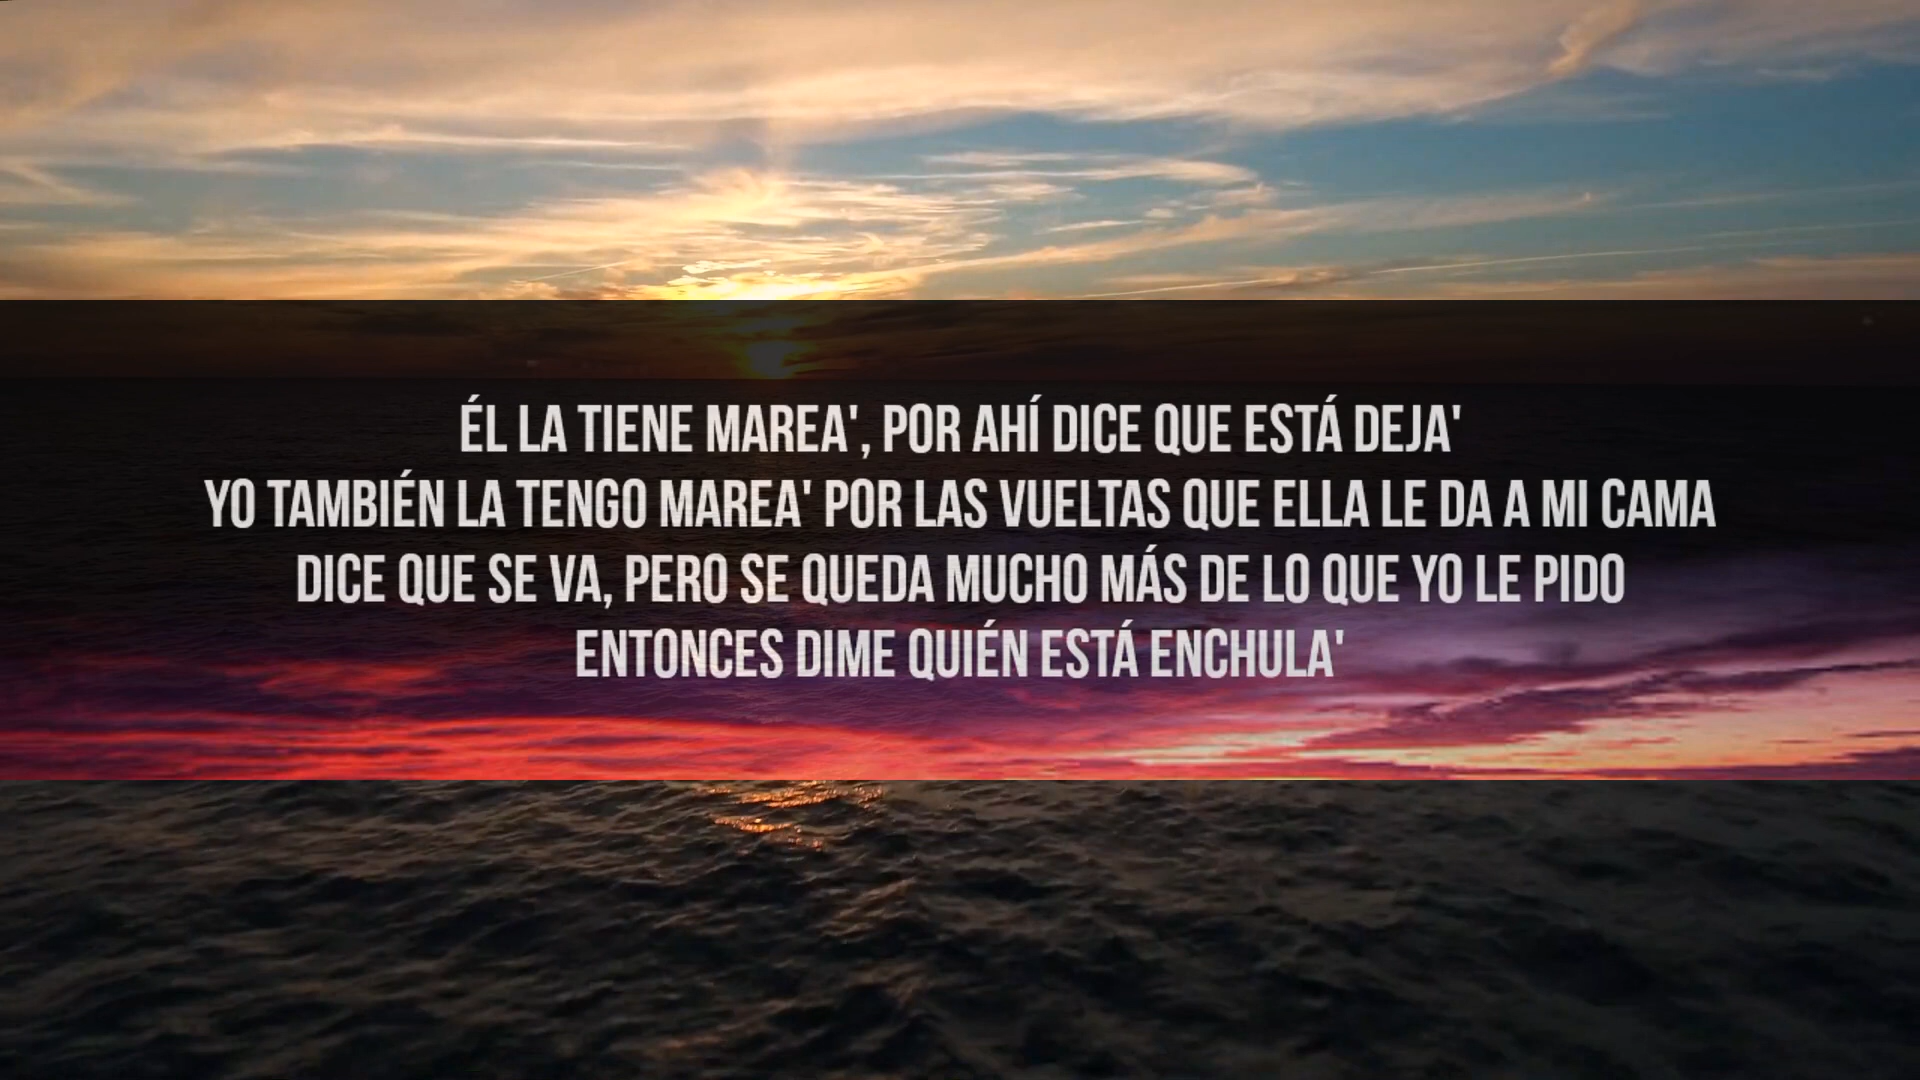 ÉL LA TIENE MAREA', POR AHÍ DICE QUE ESTÁ DEJA'
YO TAMBIÉN LA TENGO MAREA' POR LAS VUELTAS QUE ELLA LE DA A MI CAMA
DICE QUE SE VA, PERO SE QUEDA MUCHO MÁS DE LO QUE YO LE PIDO
ENTONCES DIME QUIÉN ESTÁ ENCHULA'